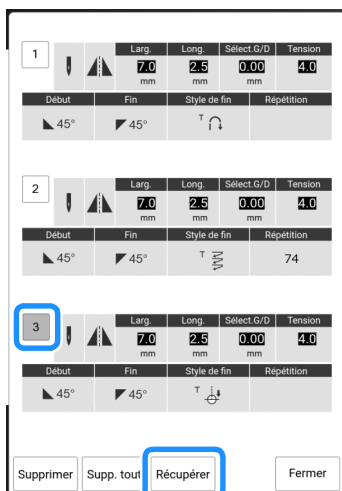 1
Larg. Long. Sélect.G/D Tension
7.0 2.5 0.00 4.0
mm mm mm
Début Fin Style de fin Répétition
45° 45° T
2
Larg. Long. Sélect.G/D Tension
7.0 2.5 0.00 4.0
mm mm mm
Début Fin Style de fin Répétition
45° 45° T 74
3
Larg. Long. Sélect.G/D Tension
7.0 2.5 0.00 4.0
mm mm mm
Début Fin Style de fin Répétition
45° 45° T
Supprimer Supp. tout Récupérer Fermer